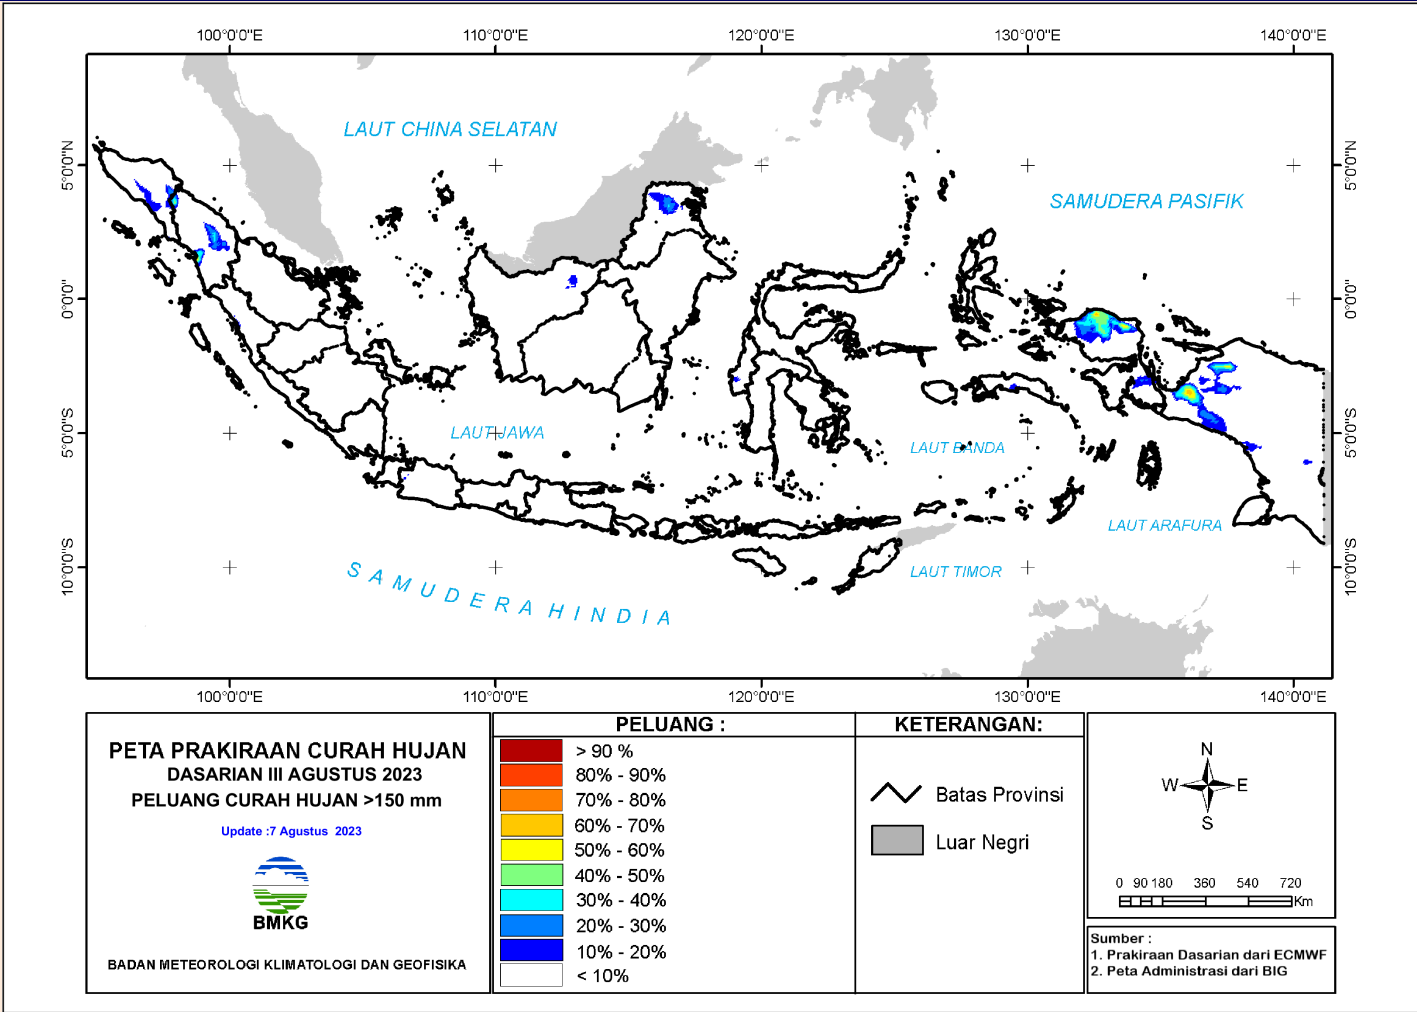 100°0'0"E 110°0'0"E 120°0'0"E 130°0'0"E 140°0'0"E
5°0'0"N
0°0'0"
5°0'0"S
10°0'0"S
LAUT CHINA SELATAN
SAMUDERA PASIFIK
LAUT JAWA
LAUT BANDA
LAUT ARAFURA
LAUT TIMOR
SAMUDERA HINDIA
5°0'0"N
0°0'0"
5°0'0"S
10°0'0"S
100°0'0"E 110°0'0"E 120°0'0"E 130°0'0"E 140°0'0"E
PETA PRAKIRAAN CURAH HUJAN
DASARIAN III AGUSTUS 2023
PELUANG CURAH HUJAN >150 mm
Update :7 Agustus 2023
BMKG
BADAN METEOROLOGI KLIMATOLOGI DAN GEOFISIKA
PELUANG :
> 90 %
80% - 90%
70% - 80%
60% - 70%
50% - 60%
40% - 50%
30% - 40%
20% - 30%
10% - 20%
< 10%
KETERANGAN:
Batas Provinsi
Luar Negri
N
W E
S
0 90 180 360 540 720
Km
Sumber :
1. Prakiraan Dasarian dari ECMWF
2. Peta Administrasi dari BIG